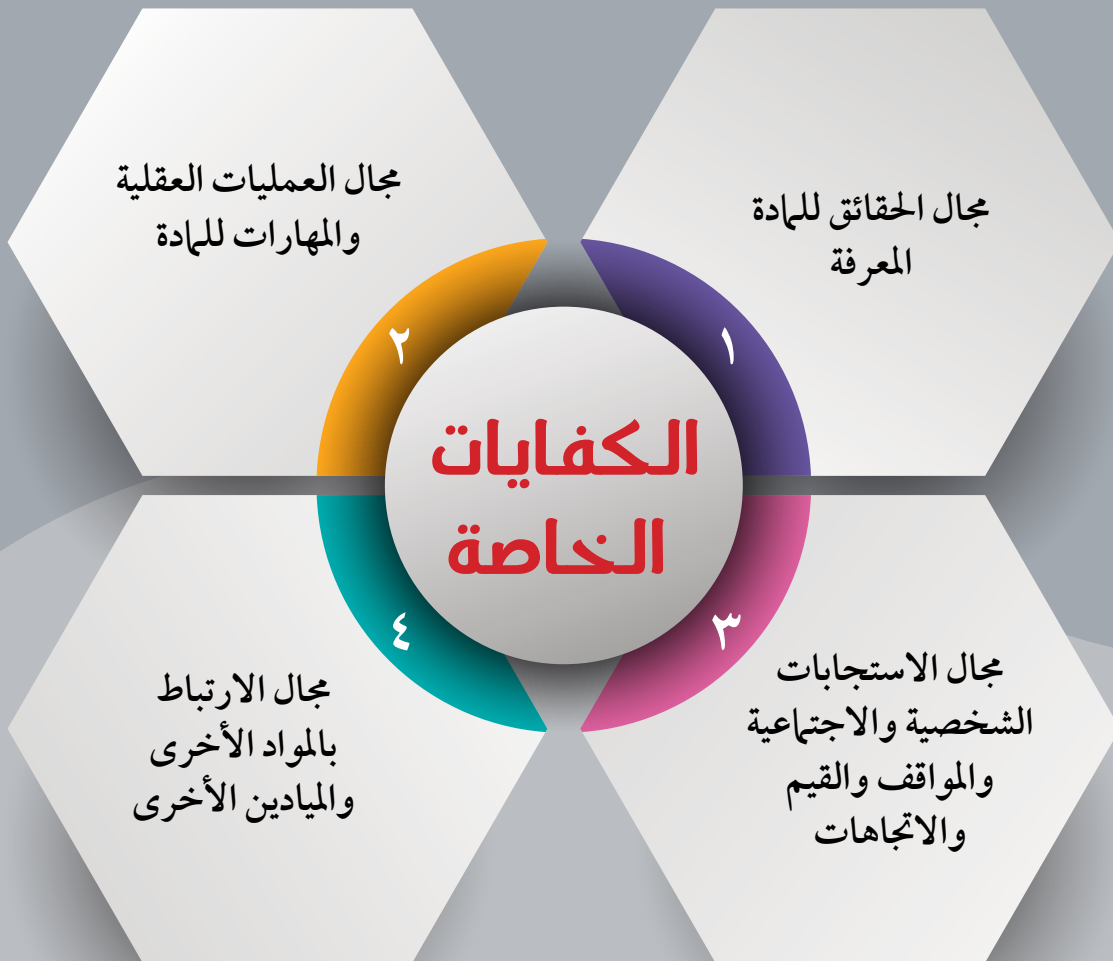 الكفايات
الخاصة
١
مجال الحقائق للمادة
المعرفة
٢
مجال العمليات العقلية
والمهارات للمادة
٣
مجال الاستجابات
الشخصية والاجتماعية
والمواقف والقيم
والاتجاهات
٤
مجال الارتباط
بالمواد الأخرى
والميادين الأخرى